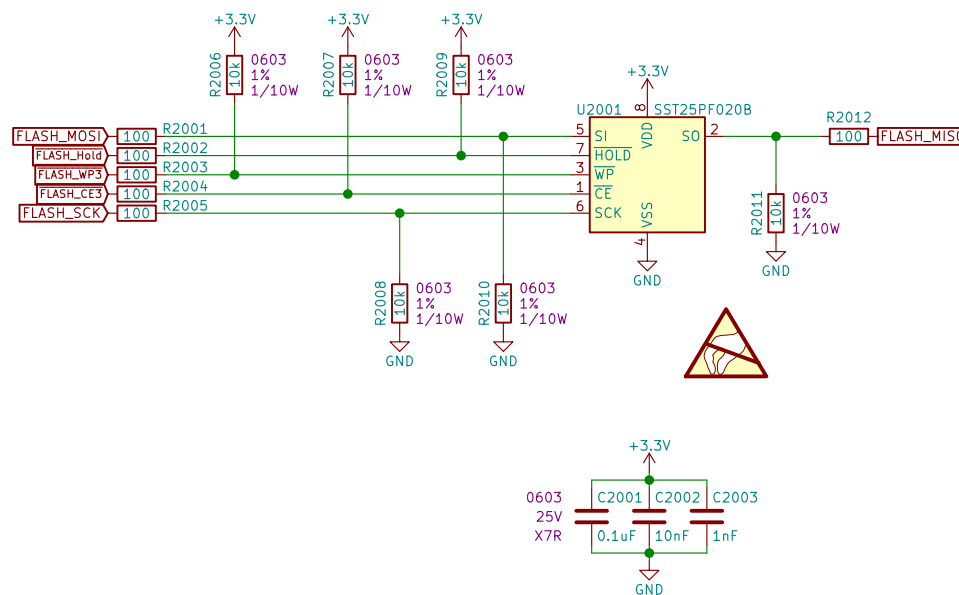 +3.3V
+3.3V
+3.3V
R2006
10k
0603
1%
1/10W
R2007
10k
0603
1%
1/10W
R2009
10k
0603
1%
1/10W
+3.3V
U2001
SST25PF020B
FLASH_MOSI
100
R2001
FLASH_Hold
100
R2002
FLASH_WP3
100
R2003
FLASH_CE3
100
R2004
FLASH_SCK
100
R2005
5
SI
7
HOLD
3
WP
1
CE
6
SCK
8
VDD
VSS
4
SO
2
GND
R2012
100
FLASH_MISO
R2011
10k
0603
1%
1/10W
GND
R2008
10k
0603
1%
1/10W
GND
R2010
10k
0603
1%
1/10W
GND
+3.3V
0603
25V
X7R
C2001
0.1uF
C2002
10nF
C2003
1nF
GND